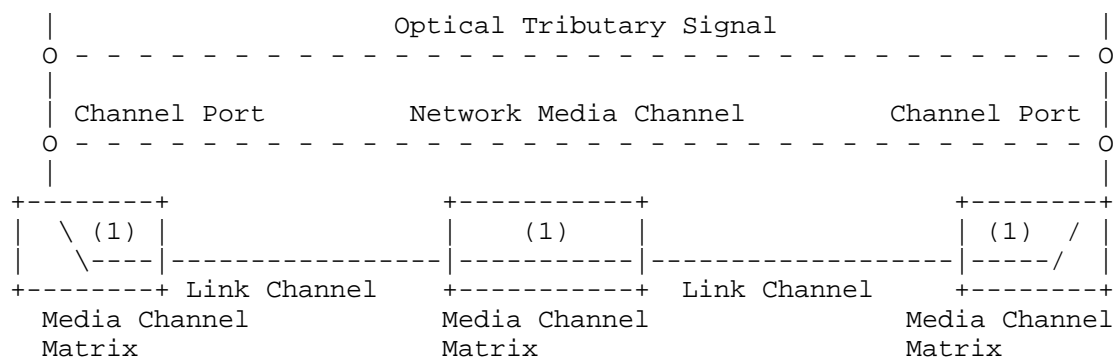 Optical Tributary Signal
Channel Port Network Media Channel Channel Port
(1) (1) (1)
Link Channel Link Channel
Media Channel Media Channel Media Channel
Matrix Matrix Matrix